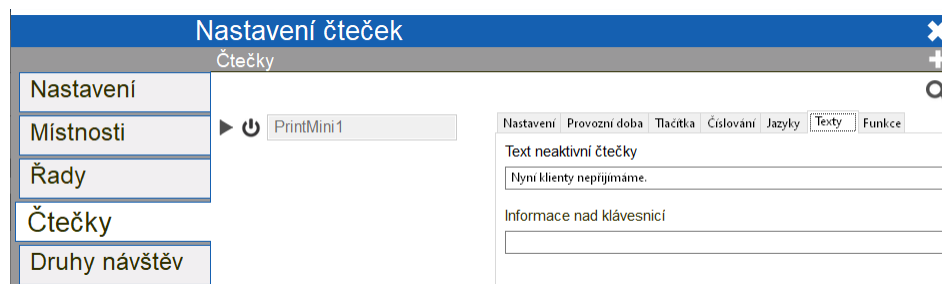 Nastavení čteček
Čtečky
Nastavení
Místnosti
Řady
Čtečky
Druhy návštěv
PrintMini1
Nastavení Provozní doba Tlačítka Číslování Jazyky Texty Funkce
Text neaktivní čtečky
Nyní klienty nepřijímáme.
Informace nad klávesnicí